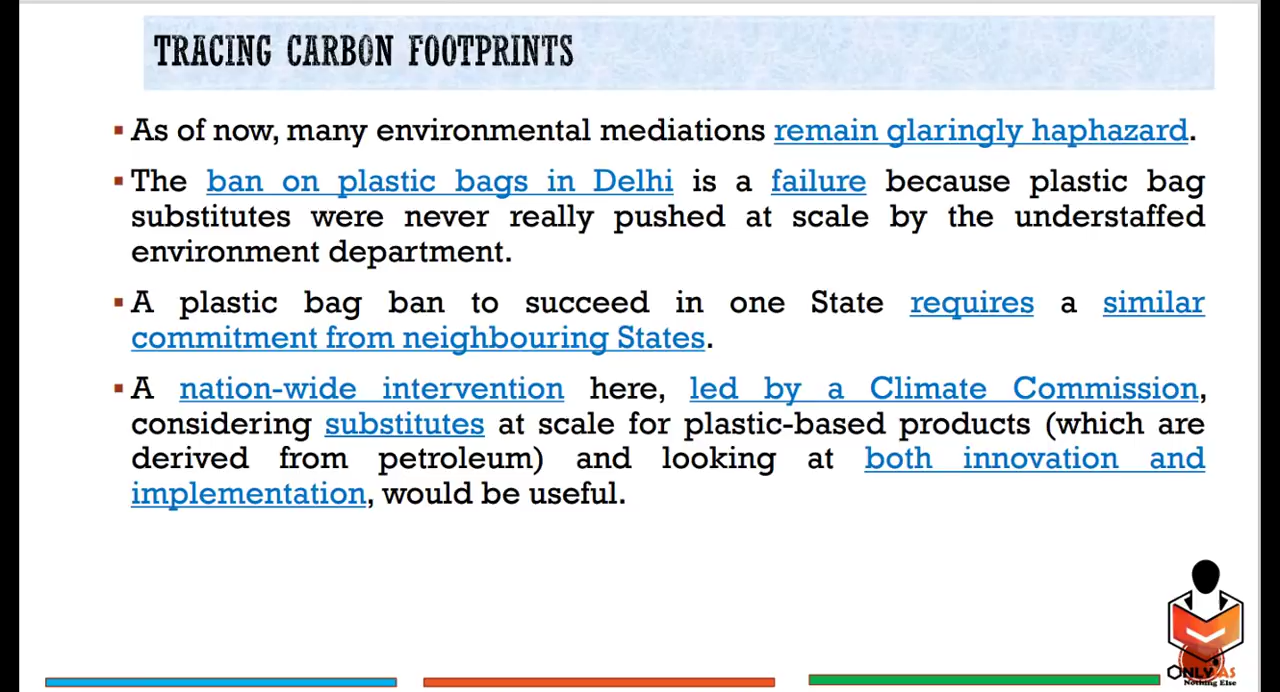 TRACING CARBON FOOTPRINTS
As of now, many environmental mediations remain glaringly haphazard.
The ban on plastic bags in Delhi is a failure because plastic bag
substitutes were never really pushed at scale by the understaffed
environment department.
A plastic bag ban to succeed in one State requires a similar
commitment from neighbouring States.
A nation-wide intervention here, led by a Climate Commission,
considering substitutes at scale for plastic-based products (which are
derived from petroleum) and looking at both innovation and
implementation, would be useful.
ONLY IAS
Nothing Else